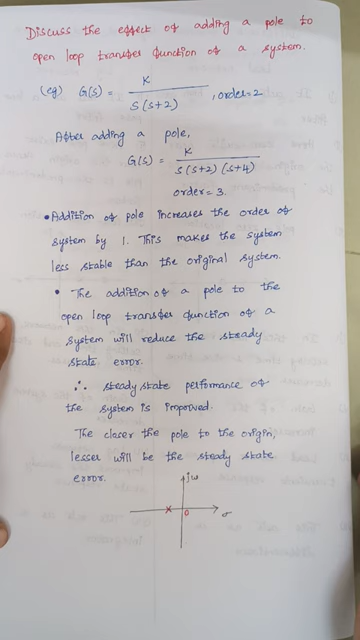 Discuss the effect of adding a pole to
open loop transfer function of a system.
(eg) G(s) = K / S(S+2) , order=2
After adding a pole,
G(s) = K / S(S+2)(S+4)
order = 3.
• Addition of pole increases the order of
system by 1. This makes the system
less stable than the original system.
• The addition of a pole to the
open loop transfer function of a
system will reduce the steady
state error.
∴ steady state performance of
the system is improved.
The closer the pole to the origin,
lesser will be the steady state
error.
jω
σ
0